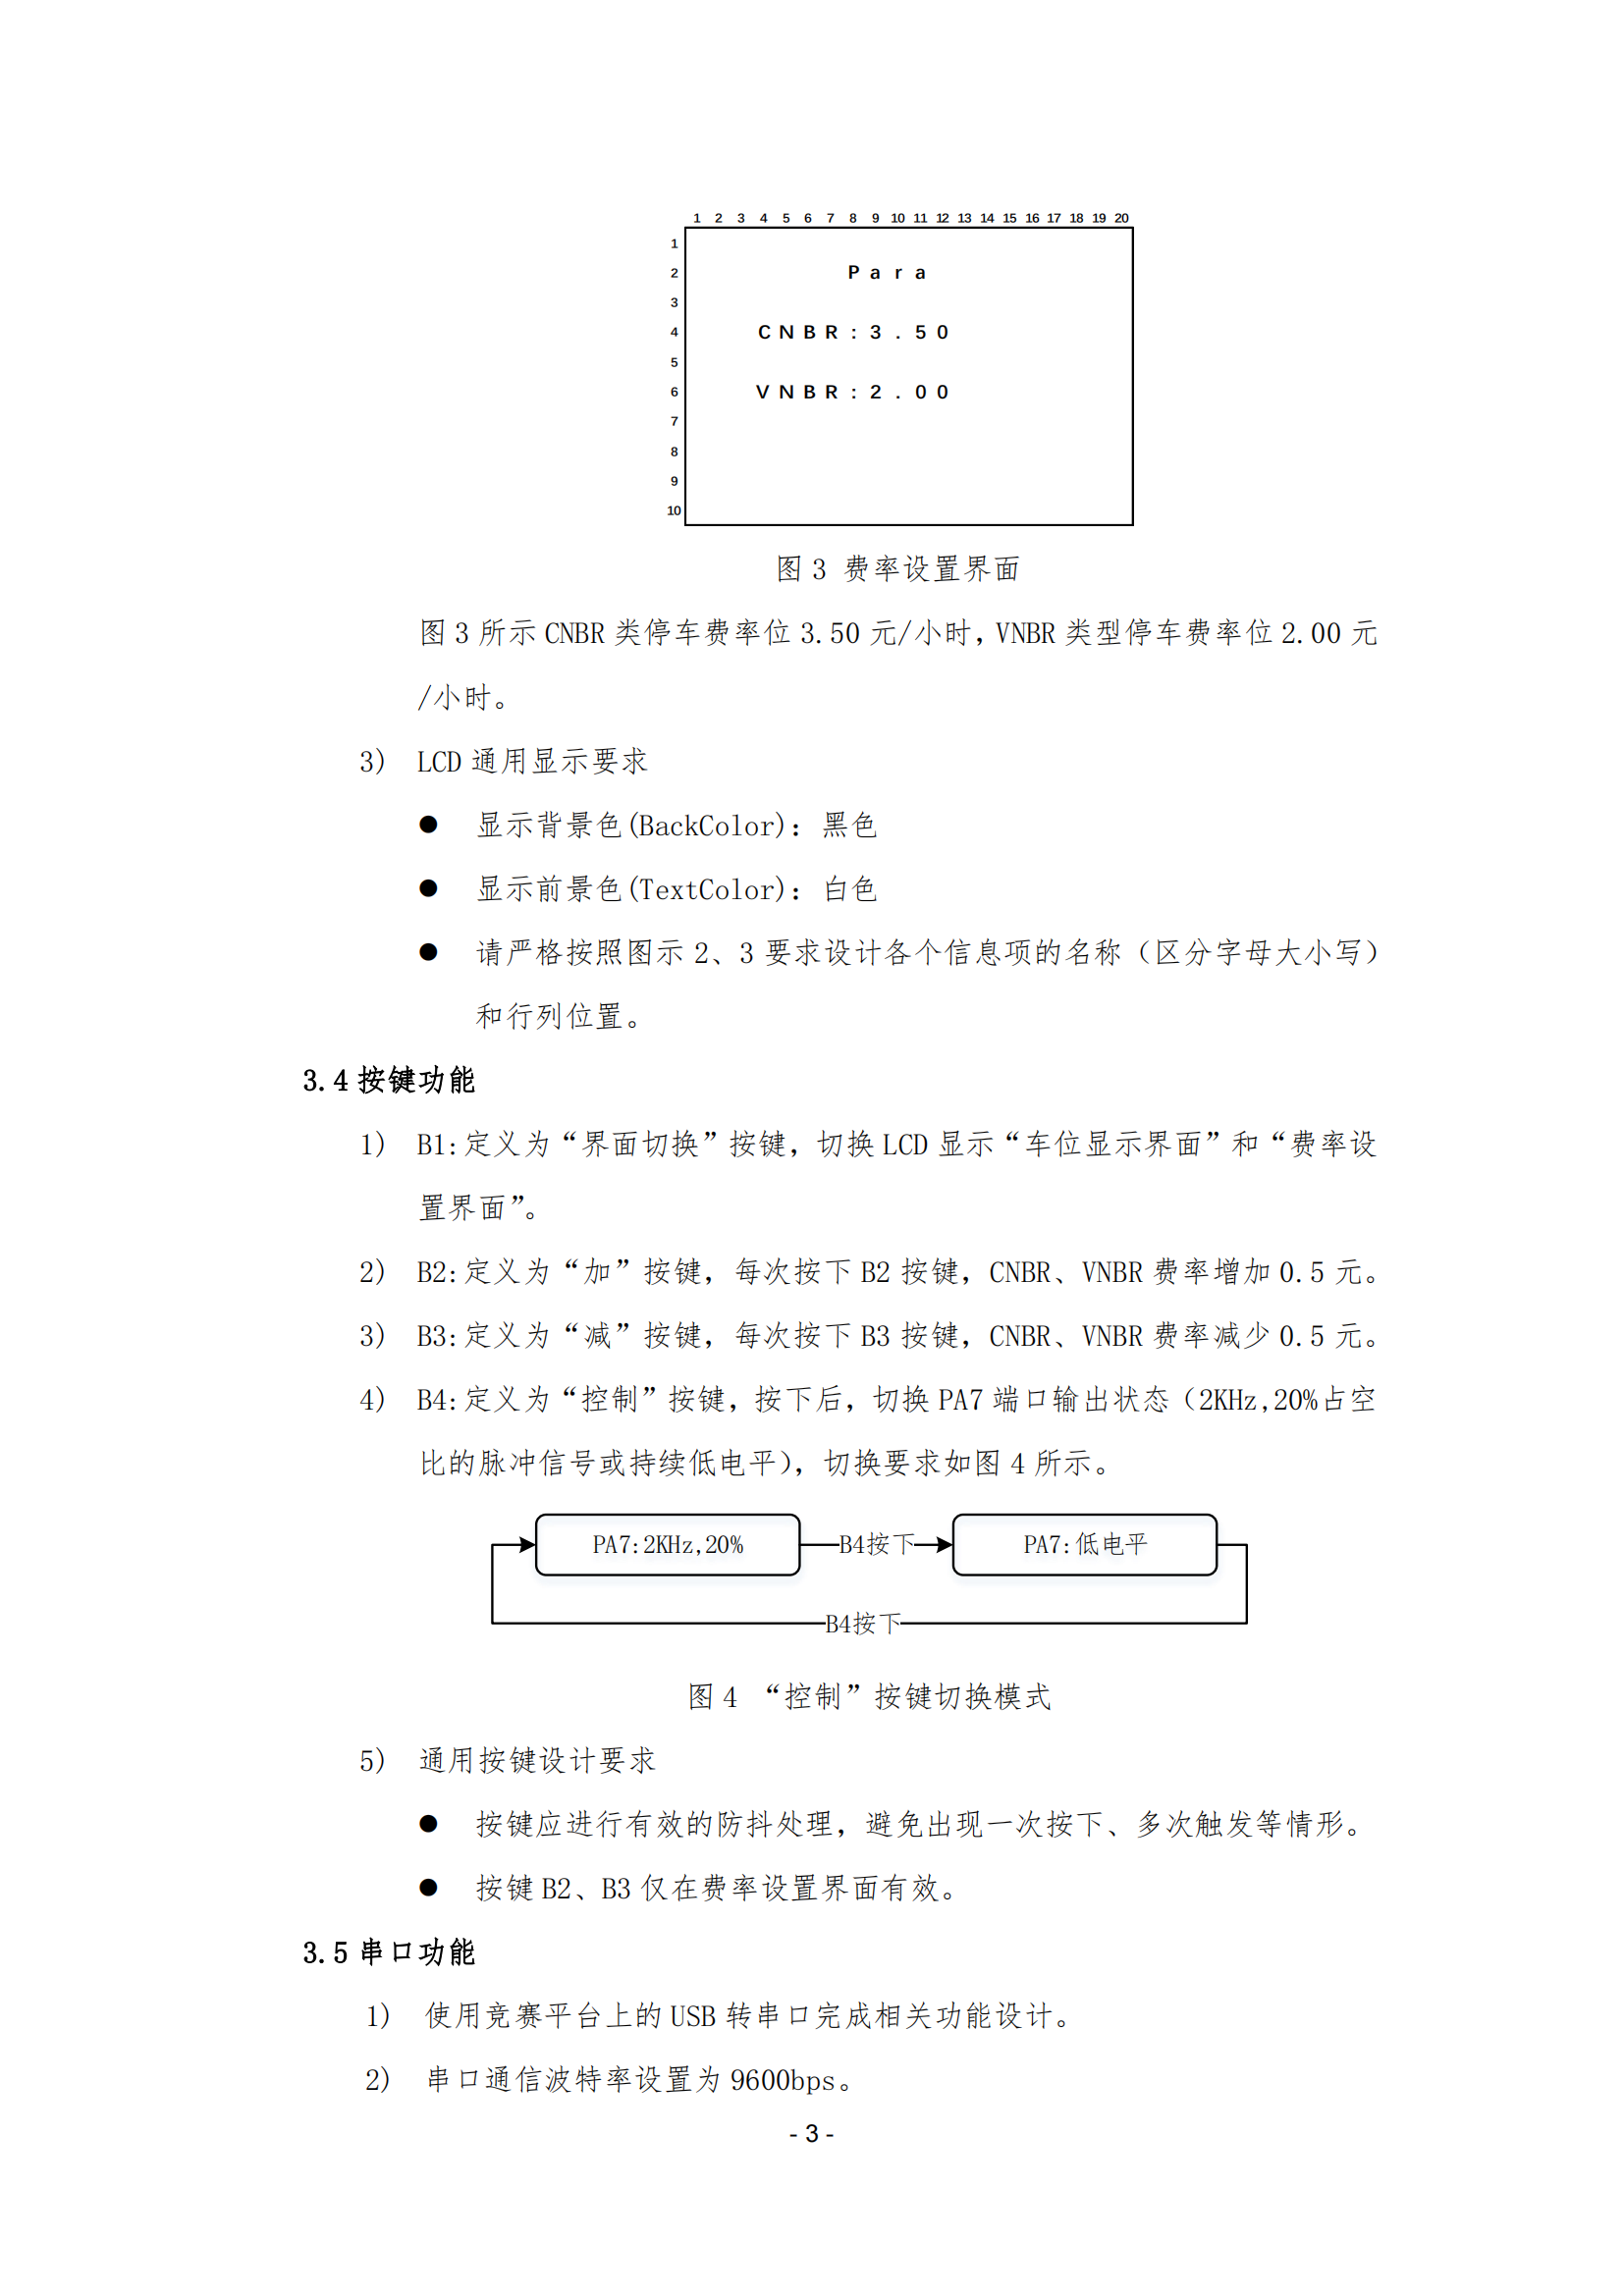 1 2 3 4 5 6 7 8 9 10 11 12 13 14 15 16 17 18 19 20
1
2 Para
3
4 CNBR:3.50
5
6 VNBR:2.00
7
8
9
10
图 3 费率设置界面
图 3 所示 CNBR 类停车费率位 3.50 元/小时，VNBR 类型停车费率位 2.00 元
/小时。
3) LCD 通用显示要求
● 显示背景色(BackColor)：黑色
● 显示前景色(TextColor)：白色
● 请严格按照图示 2、3 要求设计各个信息项的名称（区分字母大小写）
和行列位置。
3.4 按键功能
1) B1:定义为“界面切换”按键，切换 LCD 显示“车位显示界面”和“费率设
置界面”。
2) B2:定义为“加”按键，每次按下 B2 按键，CNBR、VNBR 费率增加 0.5 元。
3) B3:定义为“减”按键，每次按下 B3 按键，CNBR、VNBR 费率减少 0.5 元。
4) B4:定义为“控制”按键，按下后，切换 PA7 端口输出状态（2KHz,20%占空
比的脉冲信号或持续低电平），切换要求如图 4 所示。
PA7:2KHz,20% B4按下 PA7:低电平
B4按下
图 4 “控制”按键切换模式
5) 通用按键设计要求
● 按键应进行有效的防抖处理，避免出现一次按下、多次触发等情形。
● 按键 B2、B3 仅在费率设置界面有效。
3.5 串口功能
1) 使用竞赛平台上的 USB 转串口完成相关功能设计。
2) 串口通信波特率设置为 9600bps。
- 3 -